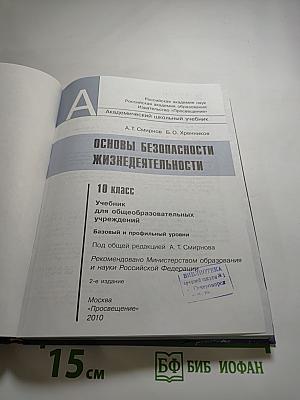 А
Российская академия наук
Российская академия образования
Издательство «Просвещение»
Академический школьный учебник
А. Т. Смирнов Б. О. Хренников
ОСНОВЫ БЕЗОПАСНОСТИ
ЖИЗНЕДЕЯТЕЛЬНОСТИ
10 класс
Учебник
для общеобразовательных
учреждений
Базовый и профильный уровни
Под общей редакцией А. Т. Смирнова
Рекомендовано Министерством образования
и науки Российской Федерации
2-е издание
БИБЛИОТЕКА
Москва
«Просвещение»
2010
15 см
БФ БИБ ИОФАН